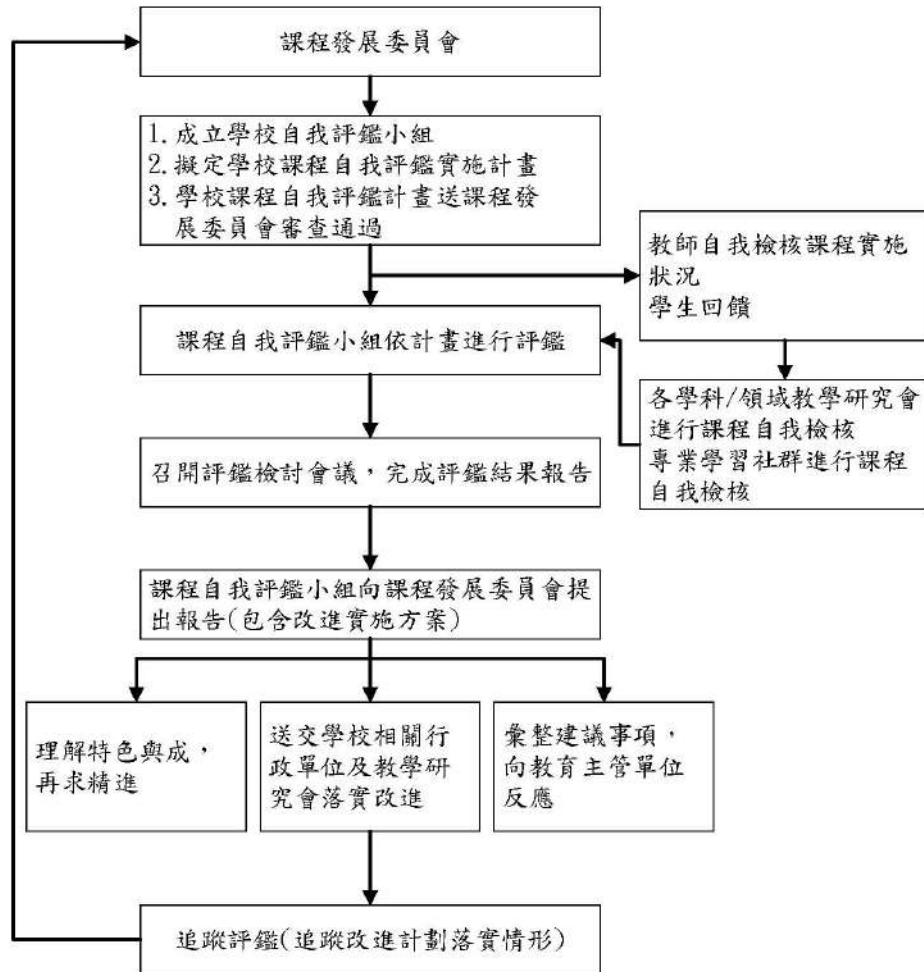 課程發展委員會
1.成立學校自我評鑑小組
2.擬定學校課程自我評鑑實施計畫
3.學校課程自我評鑑計畫送課程發
展委員會審查通過
教師自我檢核課程實施
狀況
學生回饋
課程自我評鑑小組依計畫進行評鑑
各學科/領域教學研究會
進行課程自我檢核
專業學習社群進行課程
自我檢核
召開評鑑檢討會議，完成評鑑結果報告
課程自我評鑑小組向課程發展委員會提
出報告(包含改進實施方案)
理解特色與成，
再求精進
送交學校相關行
政單位及教學研
究會落實改進
彙整建議事項，
向教育主管單位
反應
追蹤評鑑(追蹤改進計劃落實情形)